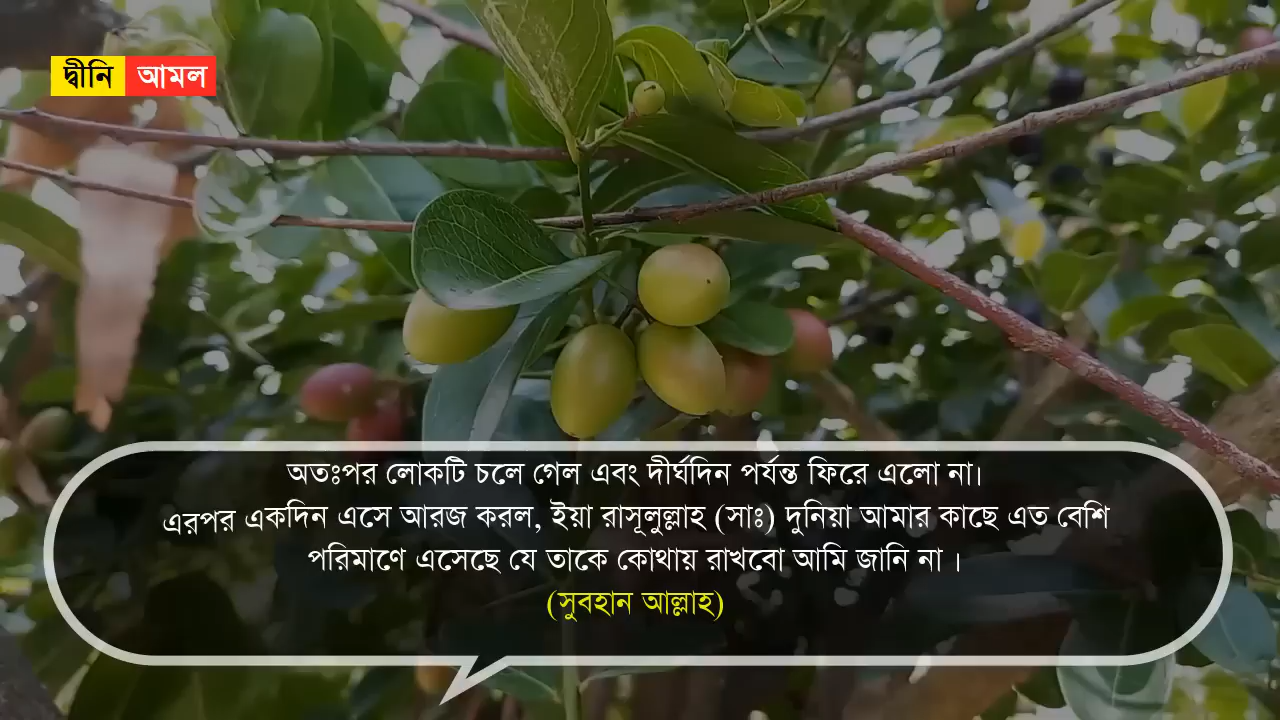 দ্বীনি আমল
অতঃপর লোকটি চলে গেল এবং দীর্ঘদিন পর্যন্ত ফিরে এলো না।
এরপর একদিন এসে আরজ করল, ইয়া রাসূলুল্লাহ (সাঃ) দুনিয়া আমার কাছে এত বেশি
পরিমাণে এসেছে যে তাকে কোথায় রাখবো আমি জানি না ।
(সুবহান আল্লাহ)